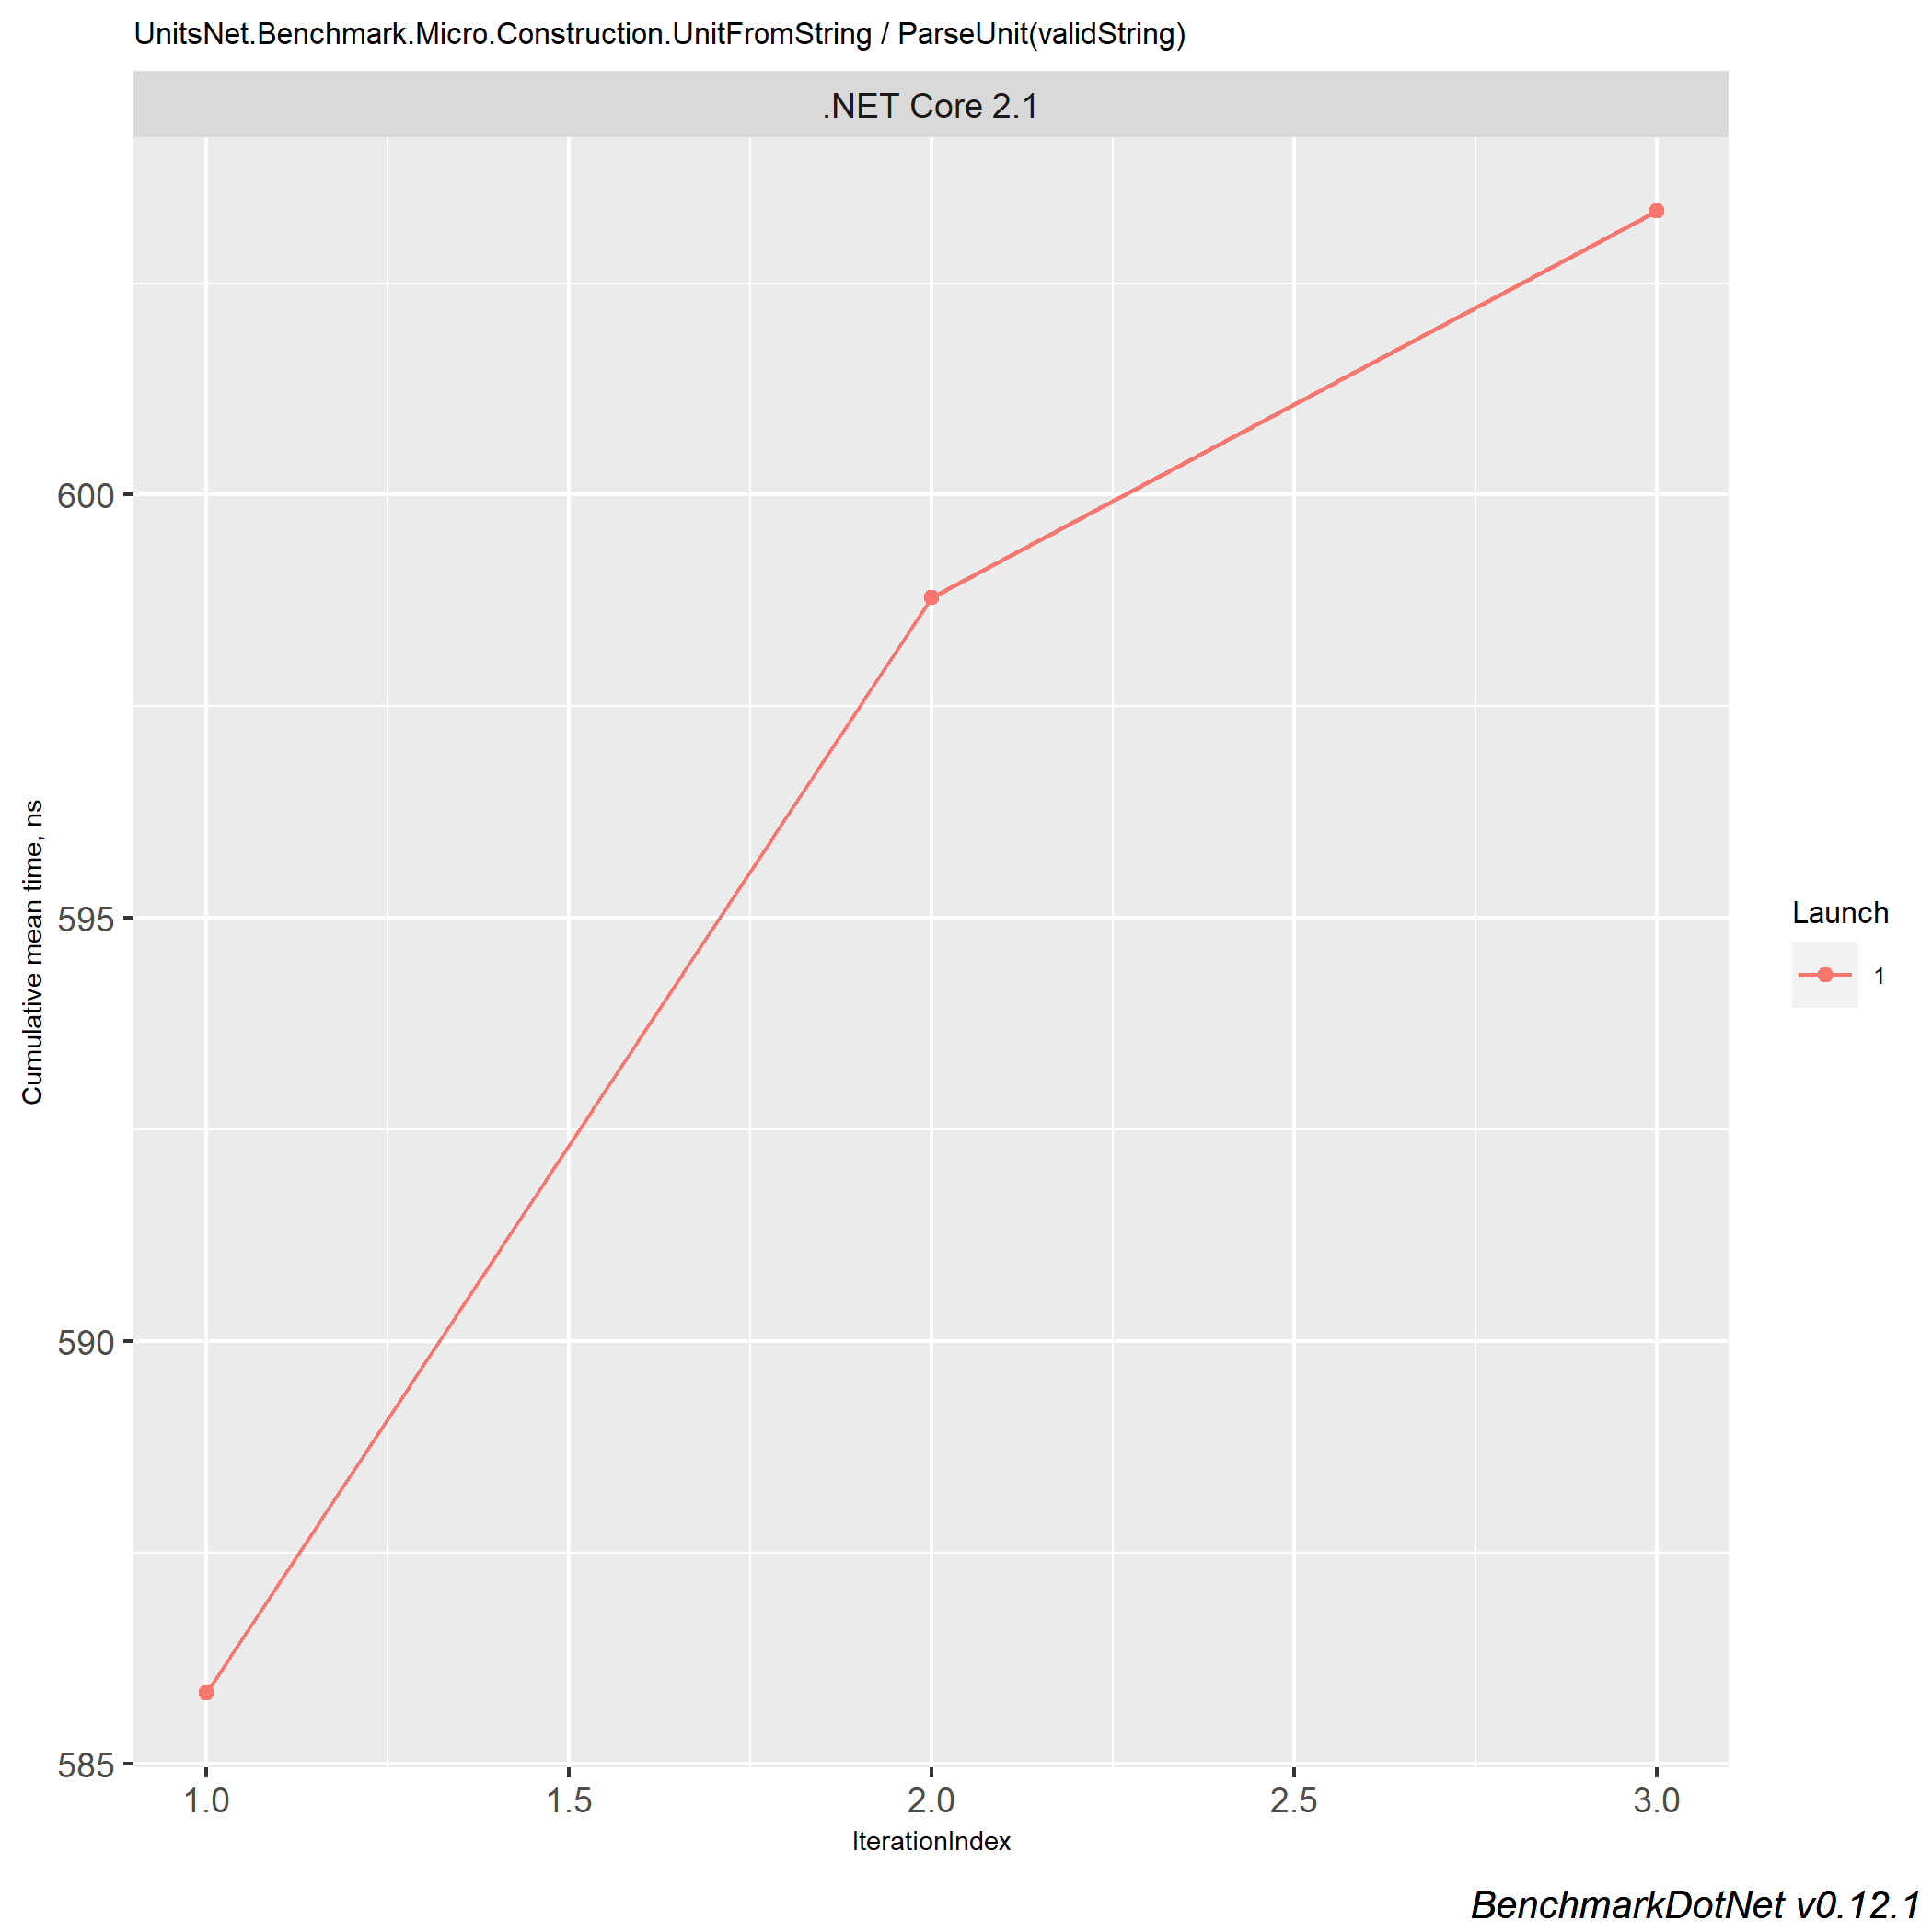 UnitsNet.Benchmark.Micro.Construction.UnitFromString / ParseUnit(validString)
.NET Core 2.1
Cumulative mean time, ns
600
595
590
585
1.0
1.5
2.0
2.5
3.0
IterationIndex
Launch
1
BenchmarkDotNet v0.12.1